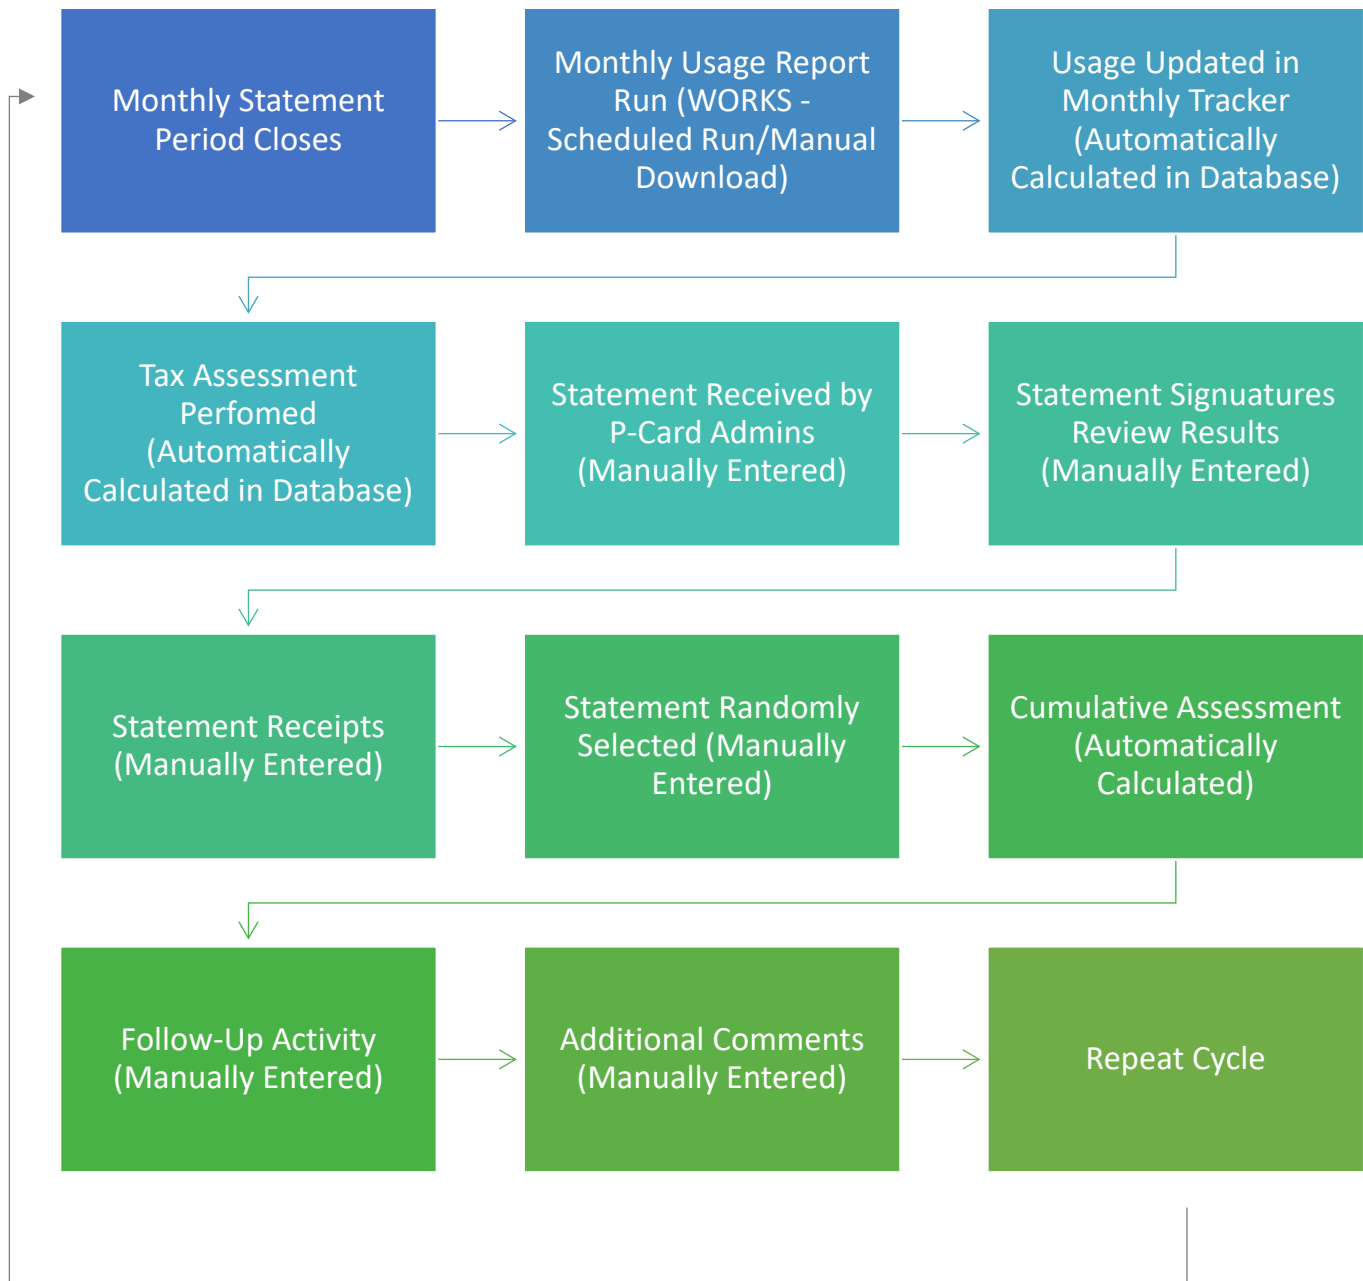 Monthly Statement
Period Closes
Monthly Usage Report
Run (WORKS -
Scheduled Run/Manual
Download)
Usage Updated in
Monthly Tracker
(Automatically
Calculated in Database)
Tax Assessment
Perfomed
(Automatically
Calculated in Database)
Statement Received by
P-Card Admins
(Manually Entered)
Statement Signuatures
Review Results
(Manually Entered)
Statement Receipts
(Manually Entered)
Statement Randomly
Selected (Manually
Entered)
Cumulative Assessment
(Automatically
Calculated)
Follow-Up Activity
(Manually Entered)
Additional Comments
(Manually Entered)
Repeat Cycle